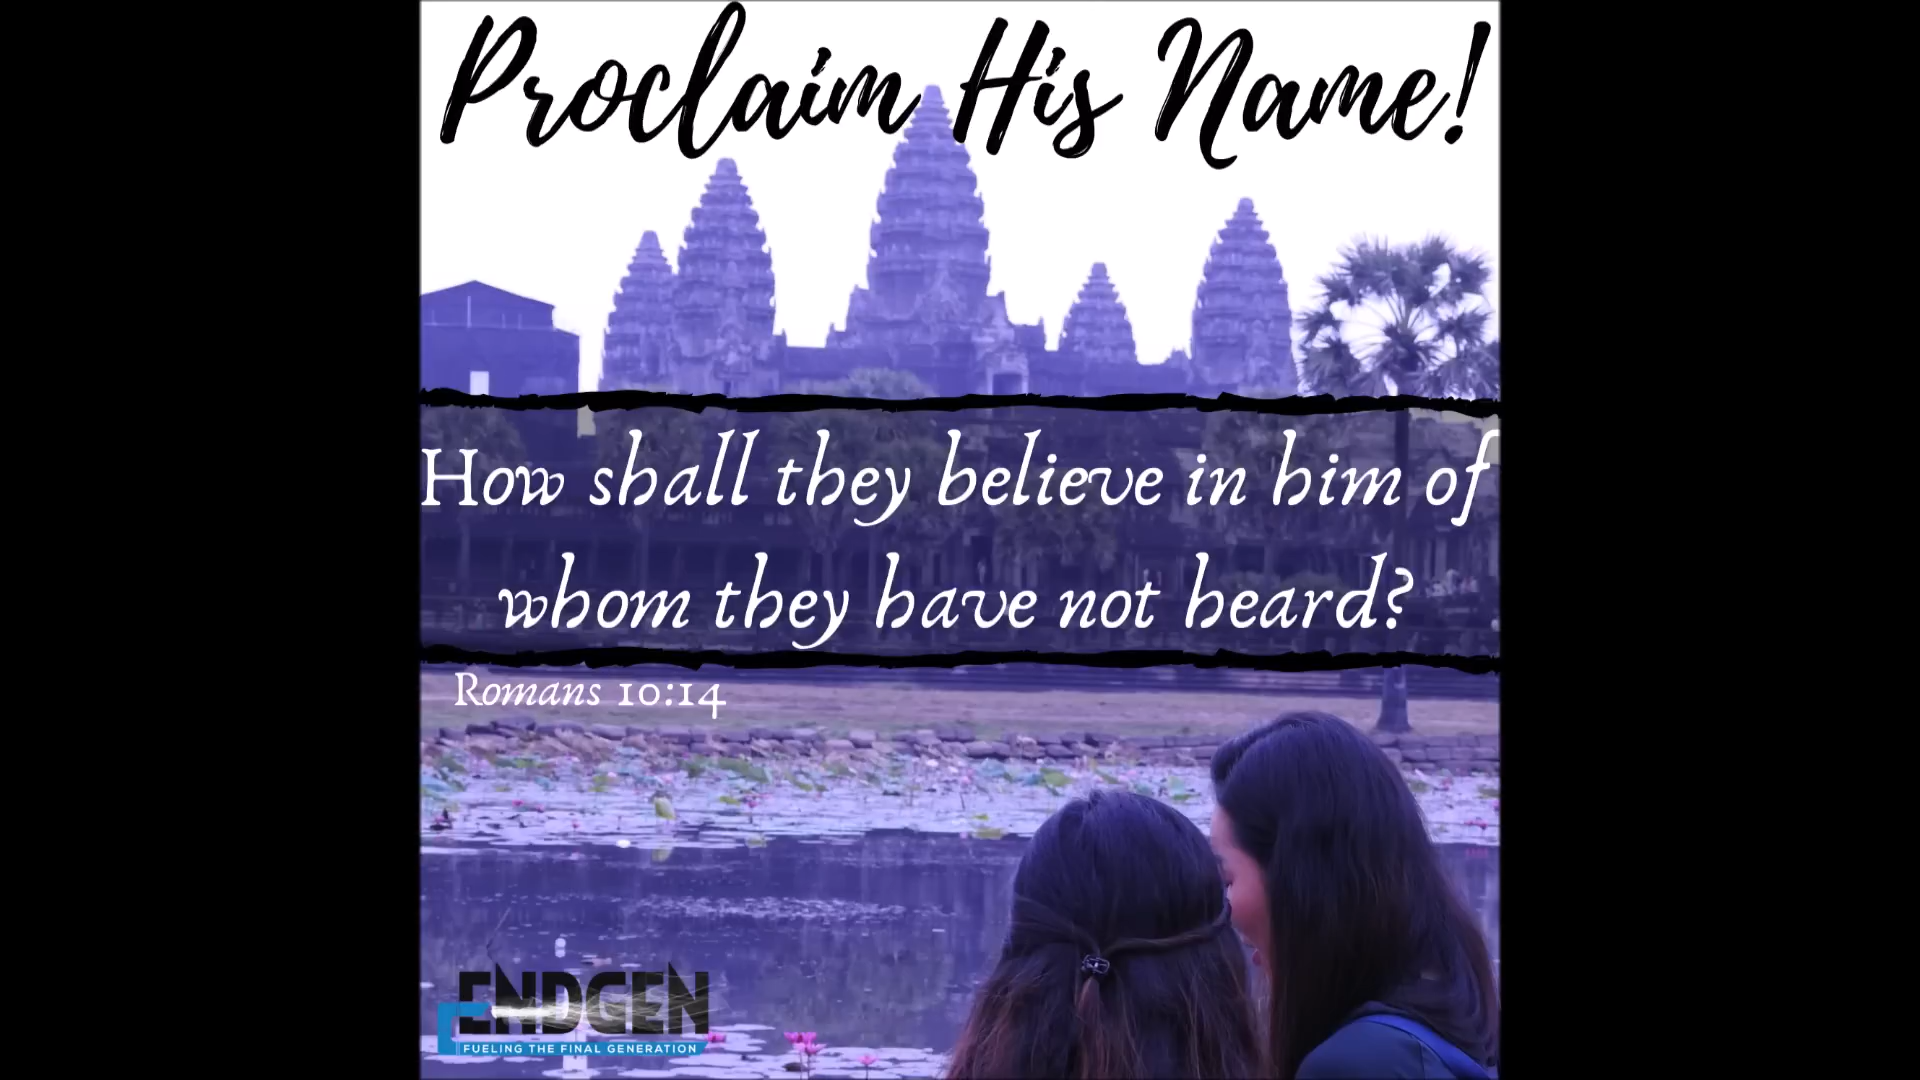 Proclaim His Name!
How shall they believe in him of
whom they have not heard?
Romans 10:14
ENDGEN
FUELING THE FINAL GENERATION